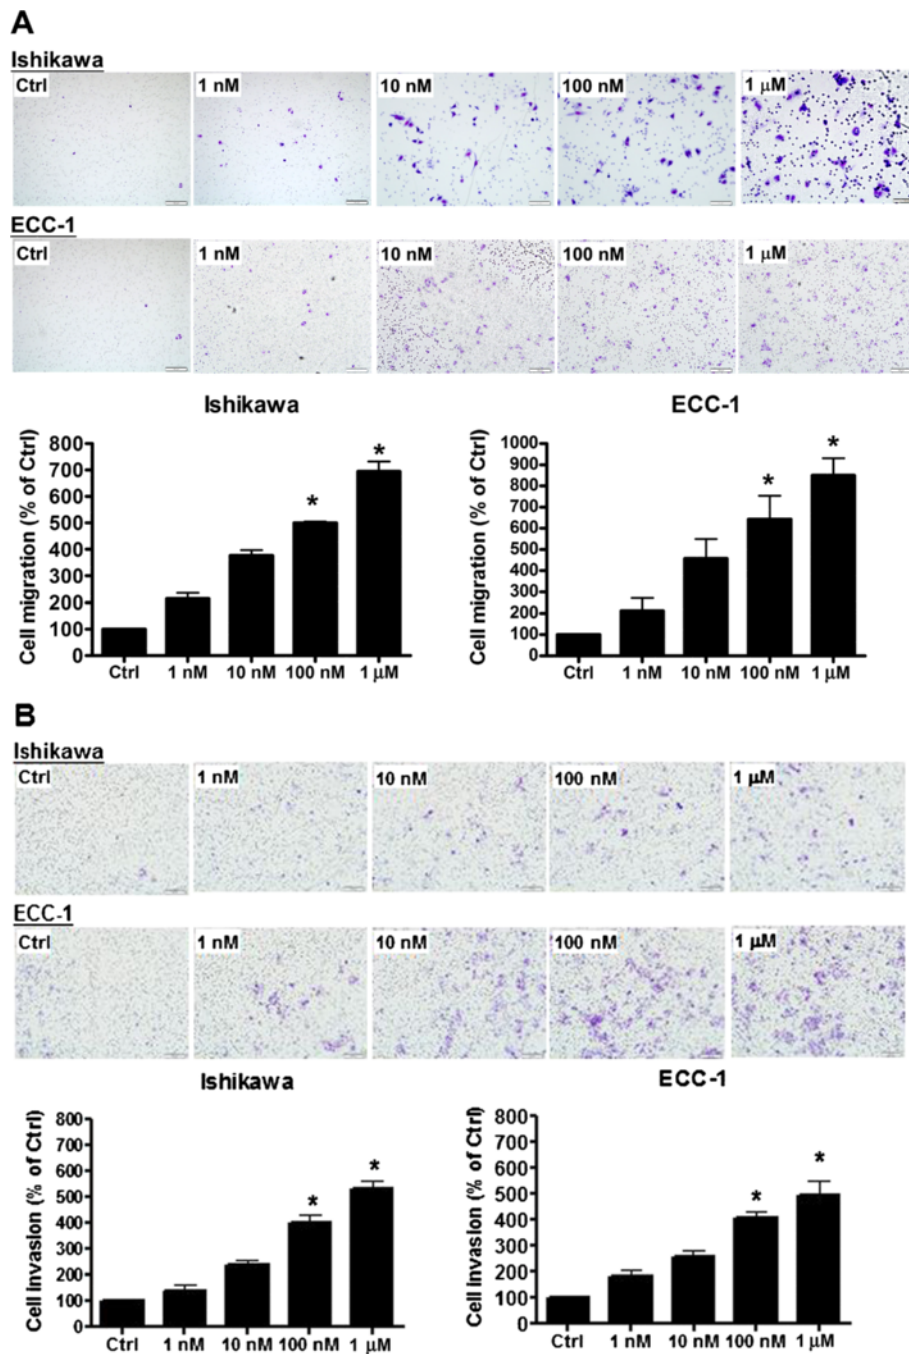 A
Ishikawa
Ctrl 1 nM 10 nM 100 nM 1 μM
ECC-1
Ctrl 1 nM 10 nM 100 nM 1 μM
Ishikawa
Cell migration (% of Ctrl)
800
700
600
500
400
300
200
100
0
* *
Ctrl 1 nM 10 nM 100 nM 1 μM
ECC-1
Cell migration (% of Ctrl)
1000
900
800
700
600
500
400
300
200
100
0
* *
Ctrl 1 nM 10 nM 100 nM 1 μM
B
Ishikawa
Ctrl 1 nM 10 nM 100 nM 1 μM
ECC-1
Ctrl 1 nM 10 nM 100 nM 1 μM
Ishikawa
Cell invasion (% of Ctrl)
800
700
600
500
400
300
200
100
0
* *
Ctrl 1 nM 10 nM 100 nM 1 μM
ECC-1
Cell invasion (% of Ctrl)
800
700
600
500
400
300
200
100
0
* *
Ctrl 1 nM 10 nM 100 nM 1 μM